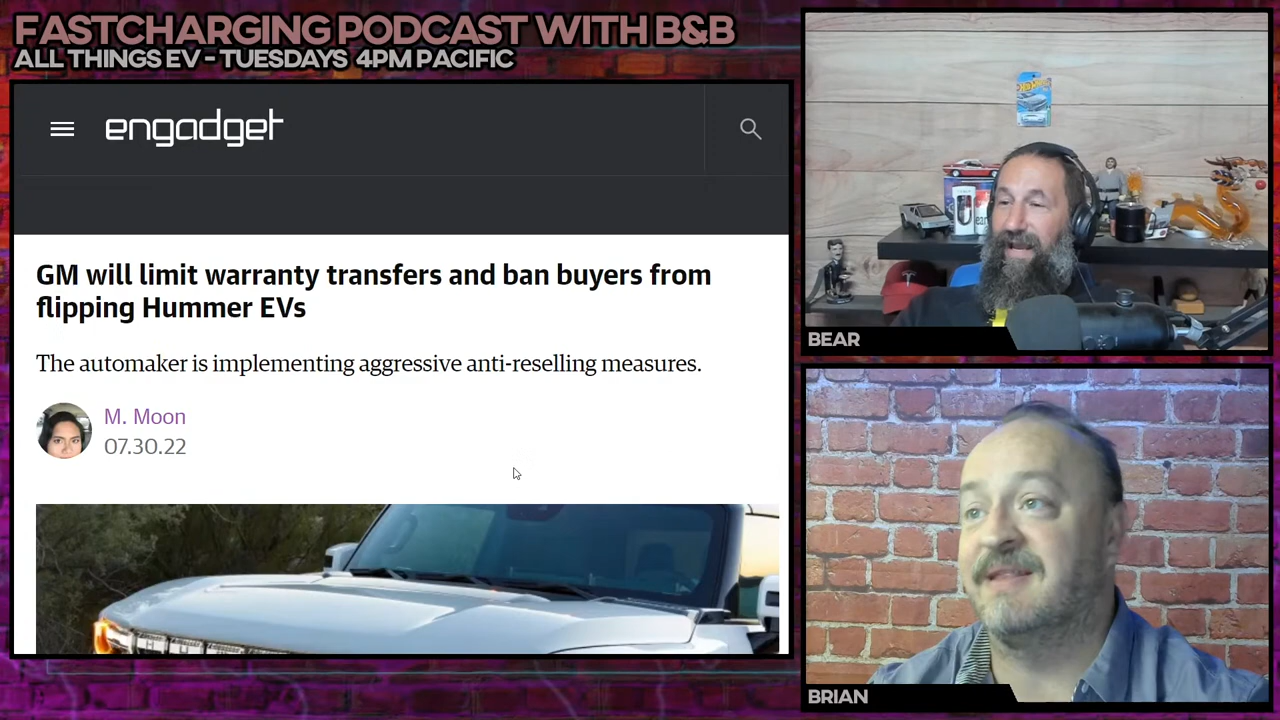 FASTCHARGING PODCAST WITH B&B
ALL THINGS EV - TUESDAYS 4PM PACIFIC
engadget
GM will limit warranty transfers and ban buyers from
flipping Hummer EVs
The automaker is implementing aggressive anti-reselling measures.
M. Moon
07.30.22
BEAR
BRIAN